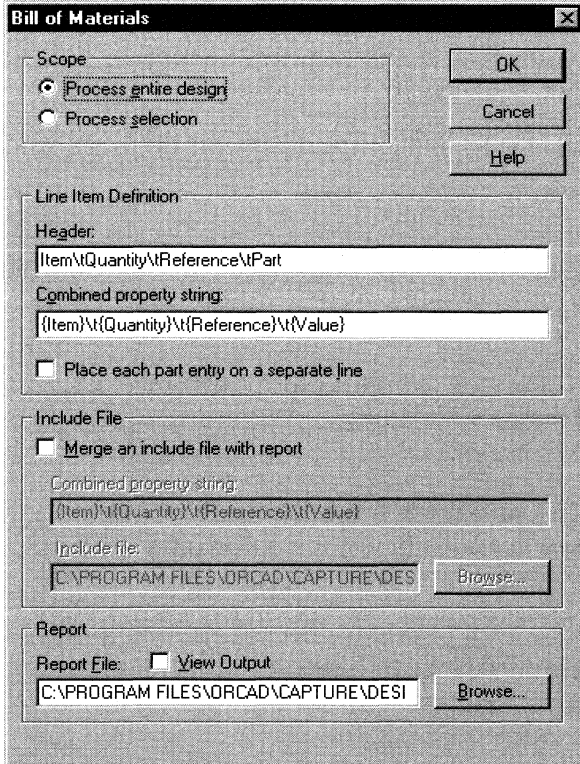 Bill of Materials
Scope
Process entire design
Process selection
OK
Cancel
Help
Line Item Definition
Header:
Item\tQuantity\tReference\tPart
Combined property string:
{Item}\t{Quantity}\t{Reference}\t{Value}
Place each part entry on a separate line
Include File
Merge an include file with report
Combined property string:
{Item}\t{Quantity}\t{Reference}\t{Value}
Include file:
C:\PROGRAM FILES\ORCAD\CAPTURE\DES
Browse...
Report
Report File:
View Output
C:\PROGRAM FILES\ORCAD\CAPTURE\DESI
Browse...